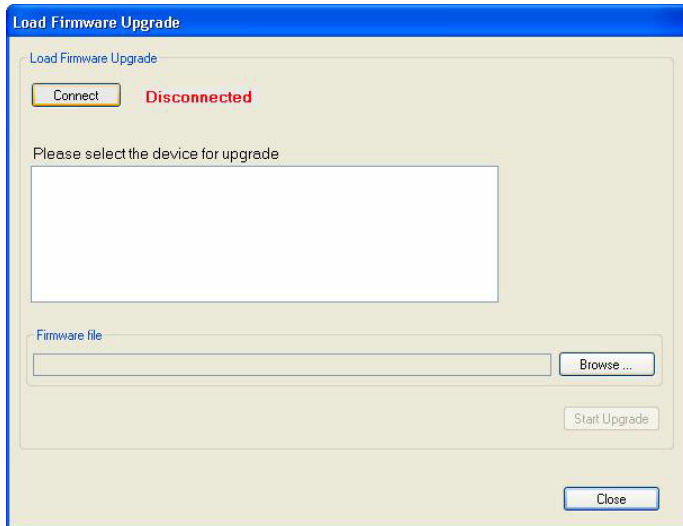 Load Firmware Upgrade
Load Firmware Upgrade
Connect Disconnected
Please select the device for upgrade
Firmware file
Browse ...
Start Upgrade
Close